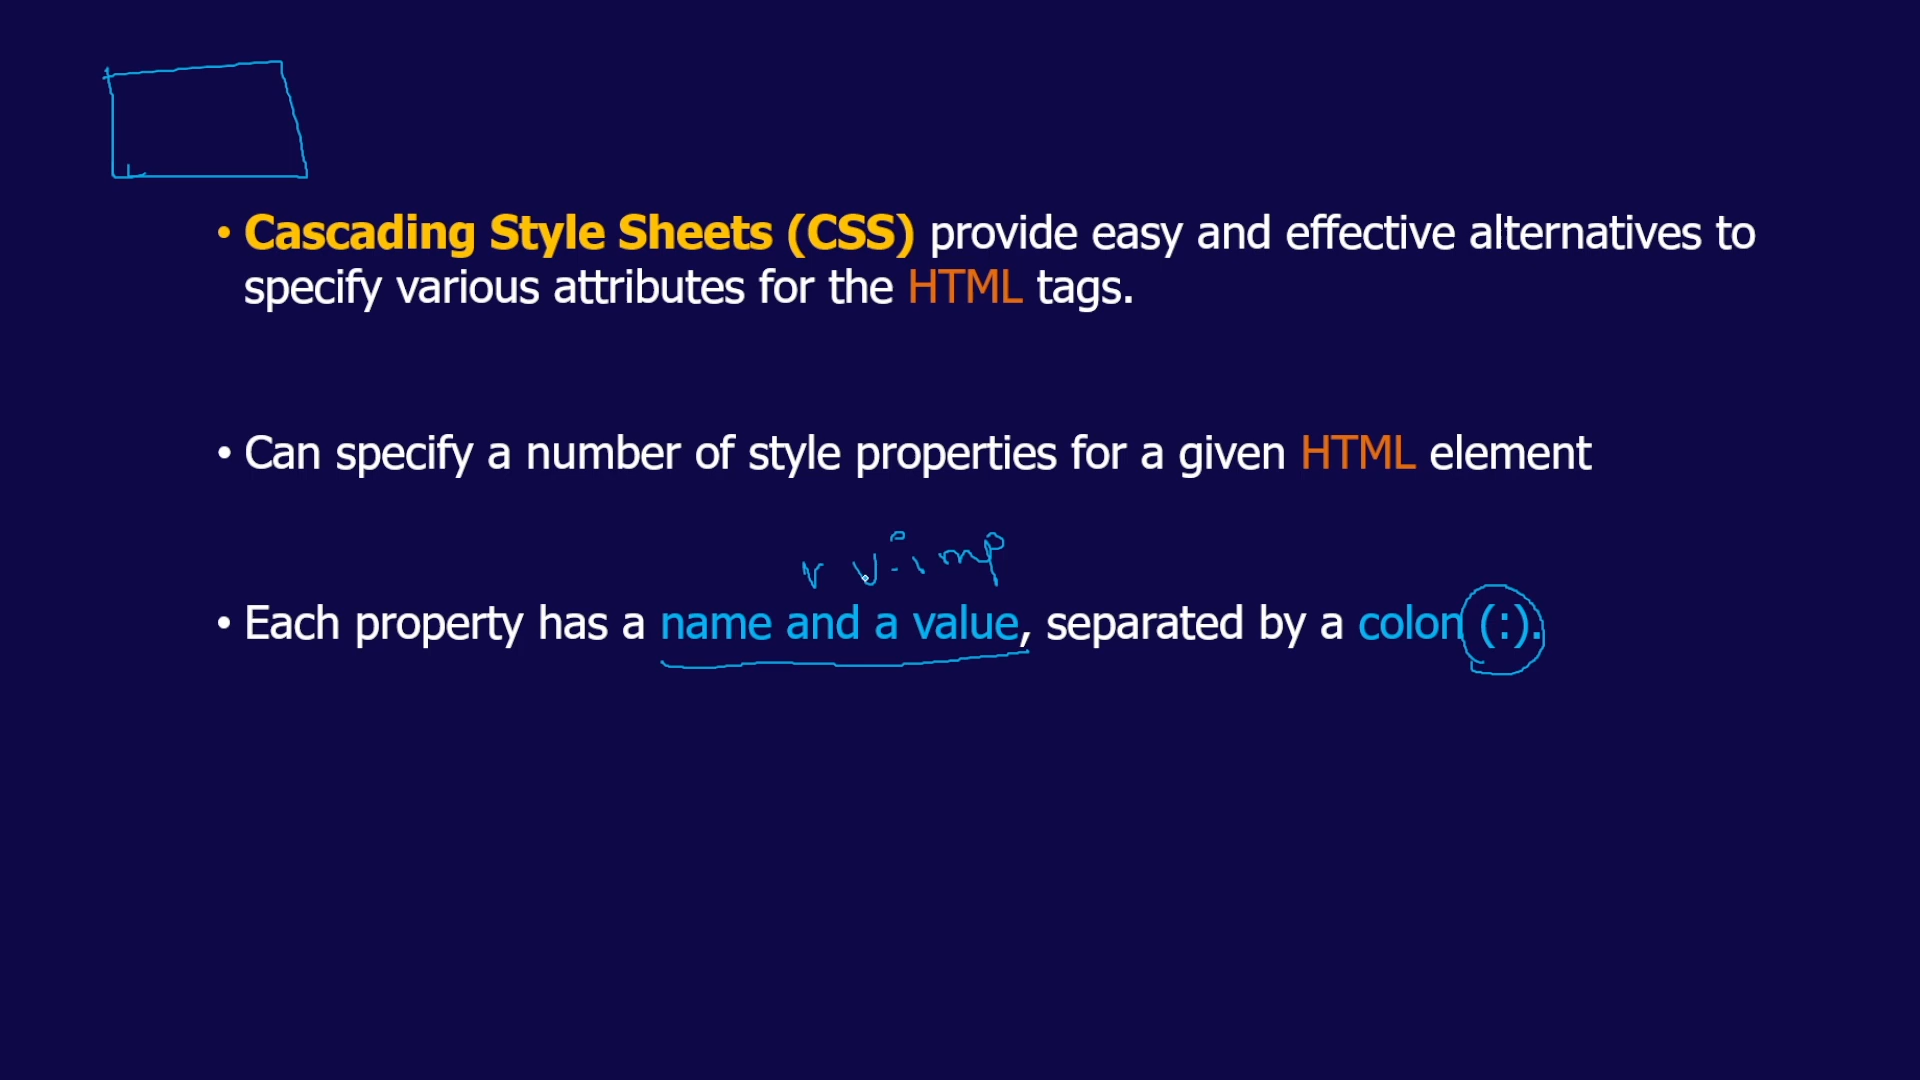 • Cascading Style Sheets (CSS) provide easy and effective alternatives to
specify various attributes for the HTML tags.
• Can specify a number of style properties for a given HTML element
v v.imp
• Each property has a name and a value, separated by a colon (:).